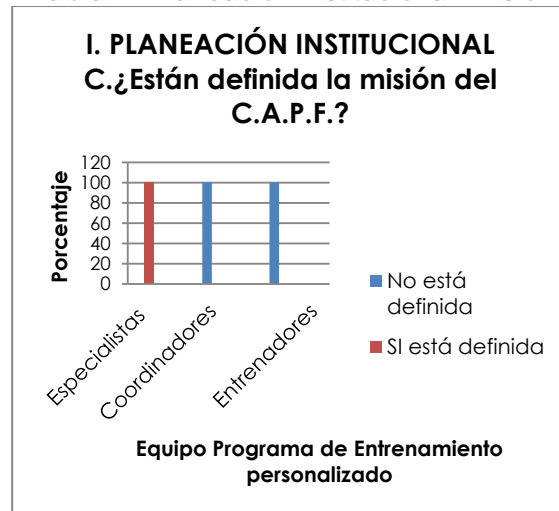 I. PLANEACIÓN INSTITUCIONAL
C.¿Están definida la misión del
C.A.P.F.?
Porcentaje
120
100
80
60
40
20
0
Especialistas
Coordinadores
Entrenadores
No está
definida
SI está definida
Equipo Programa de Entrenamiento
personalizado